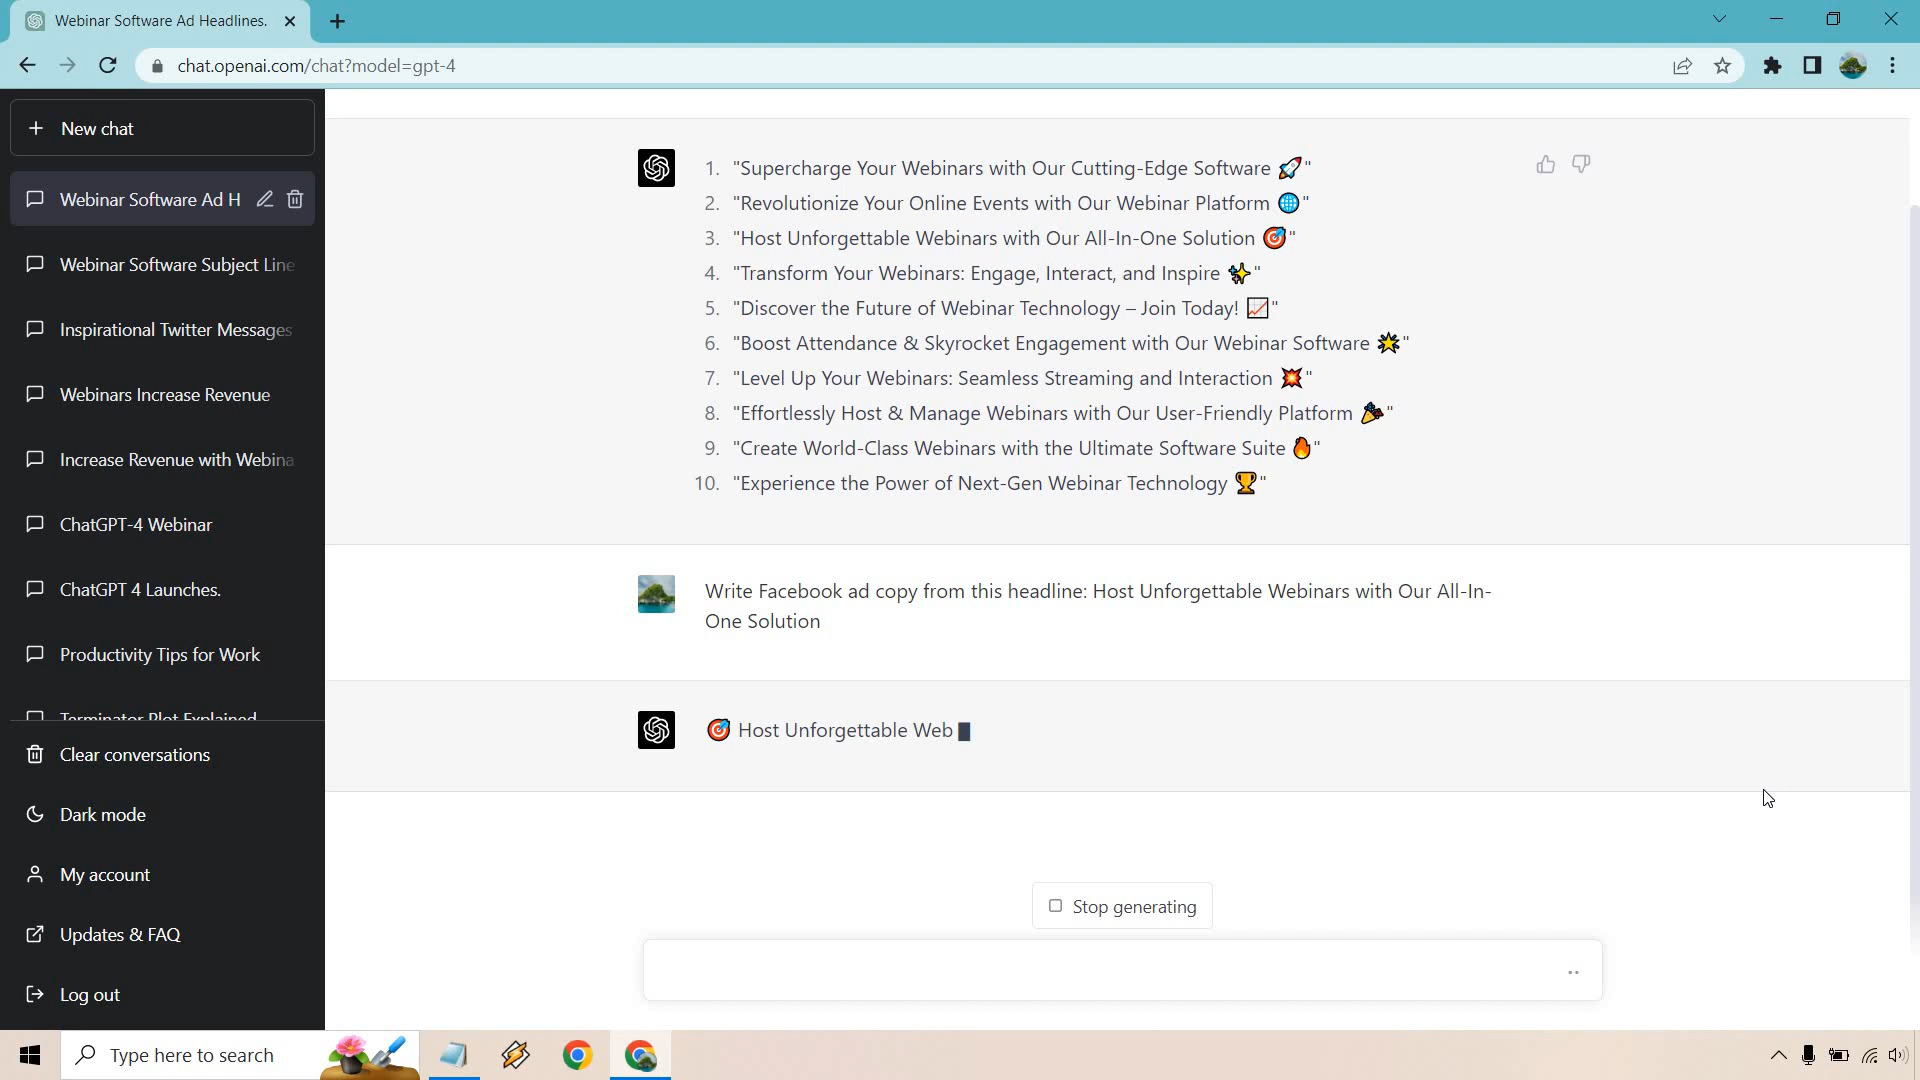 Webinar Software Ad Headlines.
chat.openai.com/chat?model=gpt-4
New chat
Webinar Software Ad H
Webinar Software Subject Line
Inspirational Twitter Messages
Webinars Increase Revenue
Increase Revenue with Webina
ChatGPT-4 Webinar
ChatGPT 4 Launches.
Productivity Tips for Work
Terminator Plot Explained
Clear conversations
Dark mode
My account
Updates & FAQ
Log out
1. "Supercharge Your Webinars with Our Cutting-Edge Software 🚀"
2. "Revolutionize Your Online Events with Our Webinar Platform 🌐"
3. "Host Unforgettable Webinars with Our All-In-One Solution 🎯"
4. "Transform Your Webinars: Engage, Interact, and Inspire ✨"
5. "Discover the Future of Webinar Technology – Join Today! 📈"
6. "Boost Attendance & Skyrocket Engagement with Our Webinar Software 🌟"
7. "Level Up Your Webinars: Seamless Streaming and Interaction 💥"
8. "Effortlessly Host & Manage Webinars with Our User-Friendly Platform 🎉"
9. "Create World-Class Webinars with the Ultimate Software Suite 🔥"
10. "Experience the Power of Next-Gen Webinar Technology 🏆"
Write Facebook ad copy from this headline: Host Unforgettable Webinars with Our All-In-
One Solution
🎯 Host Unforgettable Web
Stop generating
Type here to search